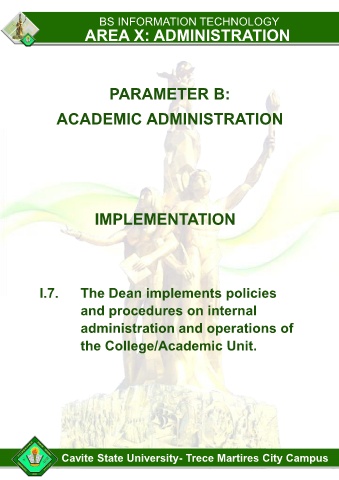 BS INFORMATION TECHNOLOGY
AREA X: ADMINISTRATION
PARAMETER B:
ACADEMIC ADMINISTRATION
IMPLEMENTATION
I.7. The Dean implements policies
and procedures on internal
administration and operations of
the College/Academic Unit.
Cavite State University- Trece Martires City Campus